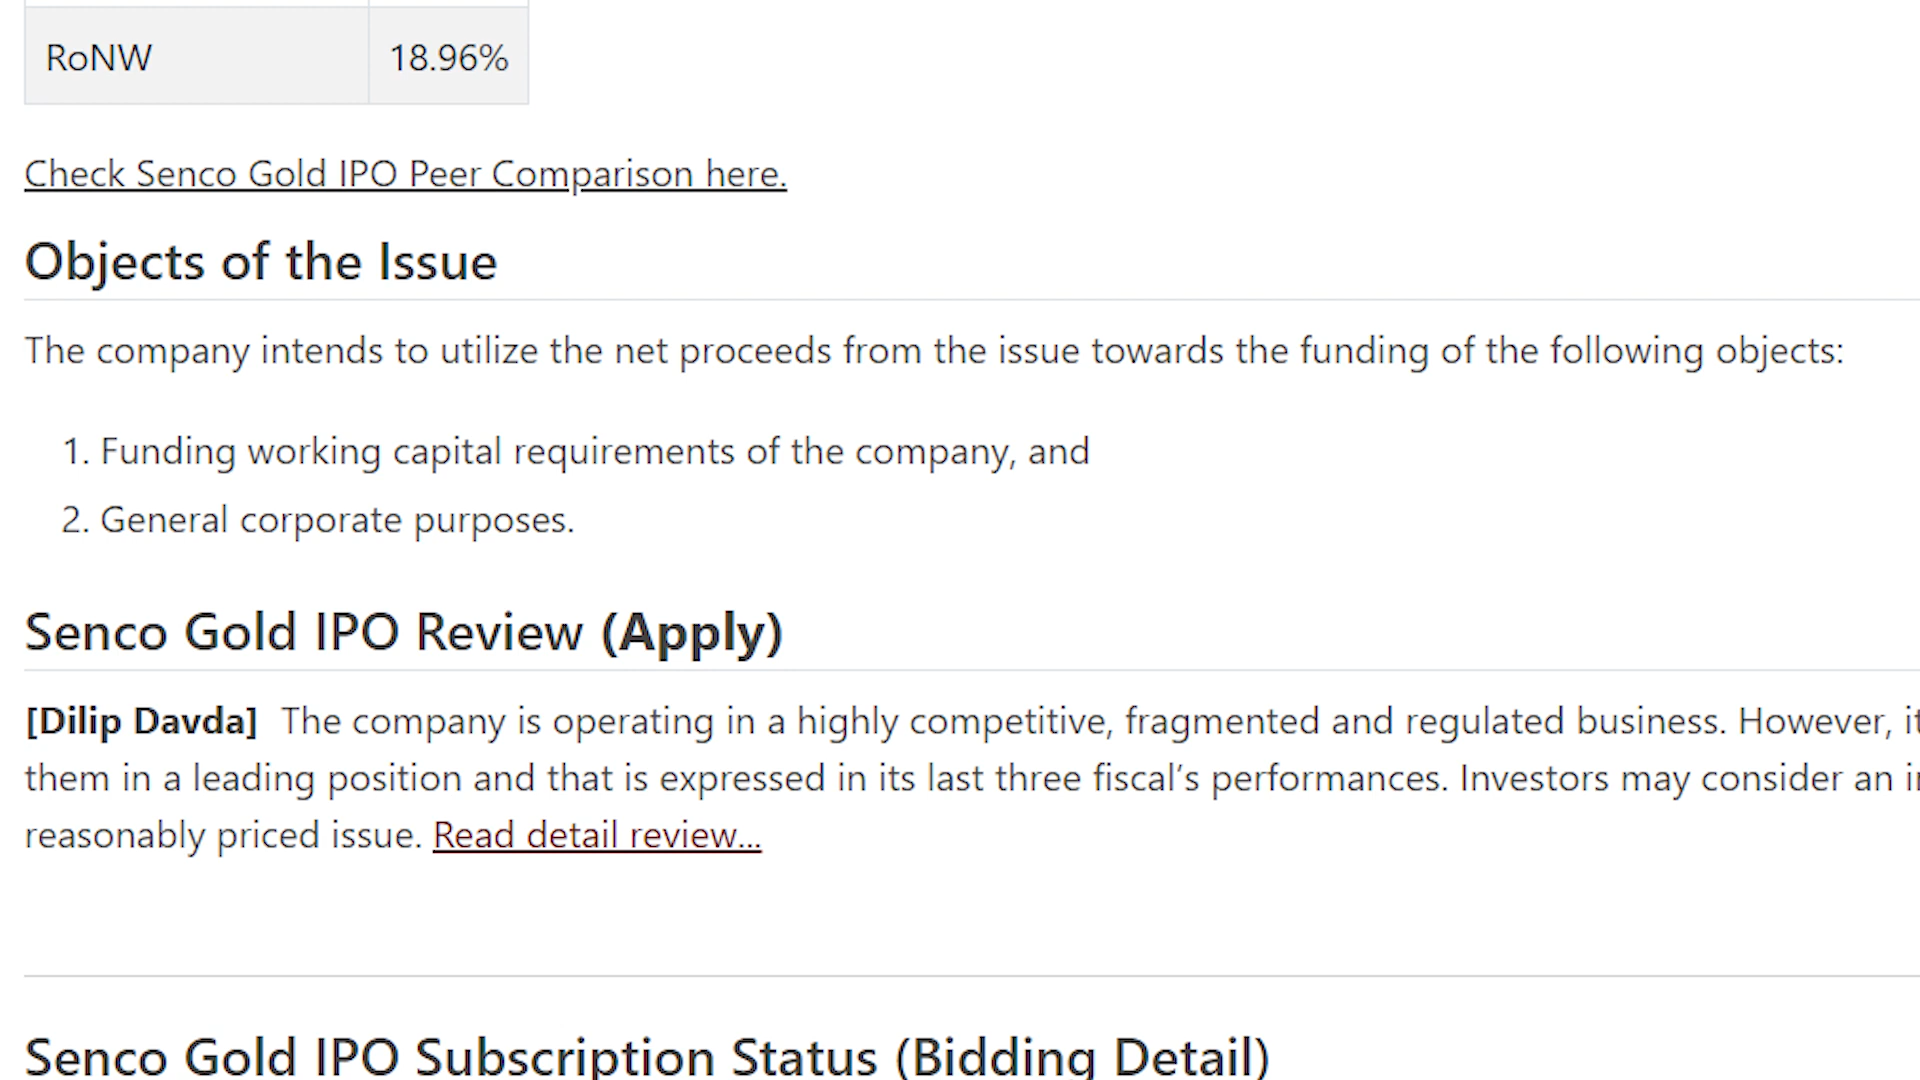 RoNW 18.96%
Check Senco Gold IPO Peer Comparison here.
Objects of the Issue
The company intends to utilize the net proceeds from the issue towards the funding of the following objects:
1. Funding working capital requirements of the company, and
2. General corporate purposes.
Senco Gold IPO Review (Apply)
[Dilip Davda] The company is operating in a highly competitive, fragmented and regulated business. However,
them in a leading position and that is expressed in its last three fiscal’s performances. Investors may consider an
reasonably priced issue. Read detail review...
Senco Gold IPO Subscription Status (Bidding Detail)